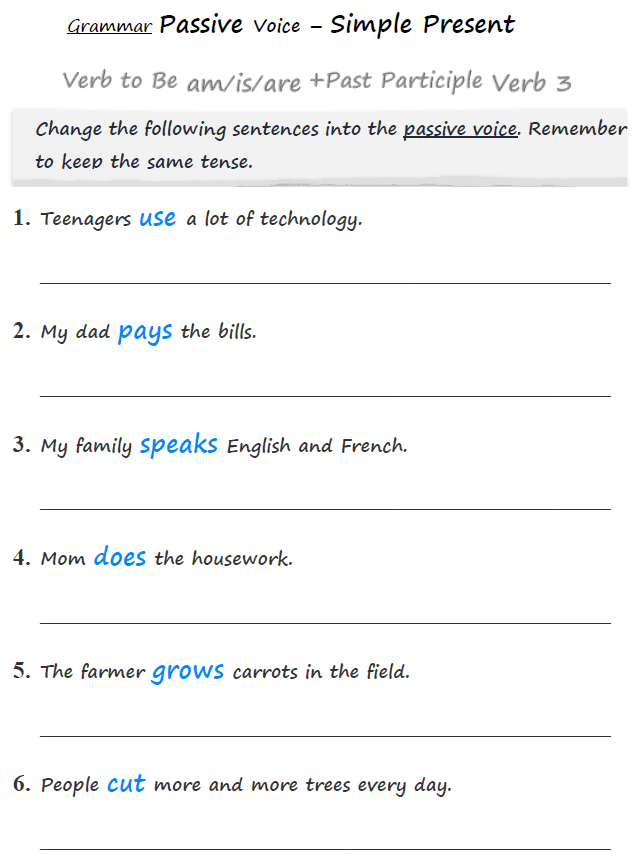 Grammar Passive Voice – Simple Present
Verb to Be am/is/are +Past Participle Verb 3
Change the following sentences into the passive voice. Remember
to keep the same tense.
1. Teenagers use a lot of technology.
2. My dad pays the bills.
3. My family speaks English and French.
4. Mom does the housework.
5. The farmer grows carrots in the field.
6. People cut more and more trees every day.